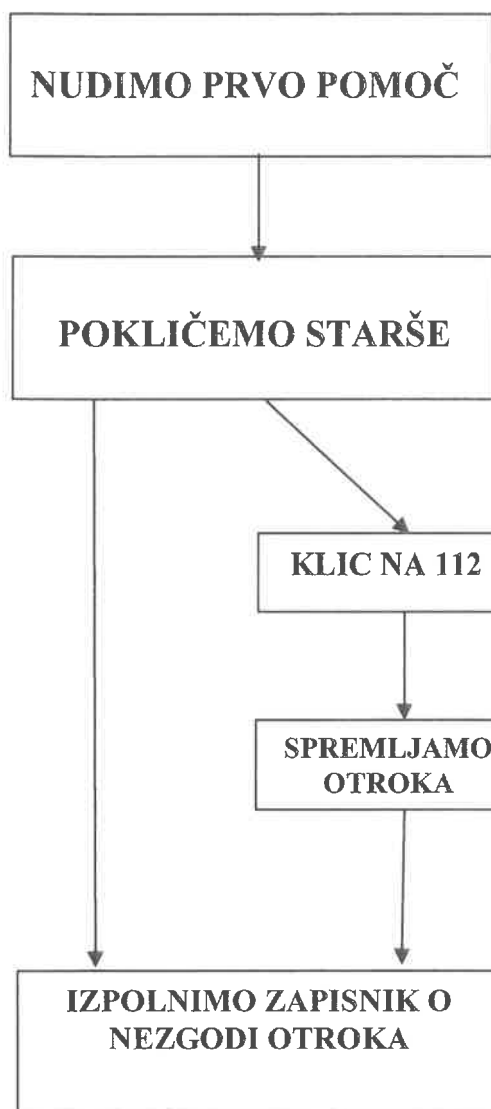 NUDIMO PRVO POMOČ
POKLIČEMO STARŠE
KLIC NA 112
SPREMLJAMO
OTROKA
IZPOLNIMO ZAPISNIK O
NEZGODI OTROKA